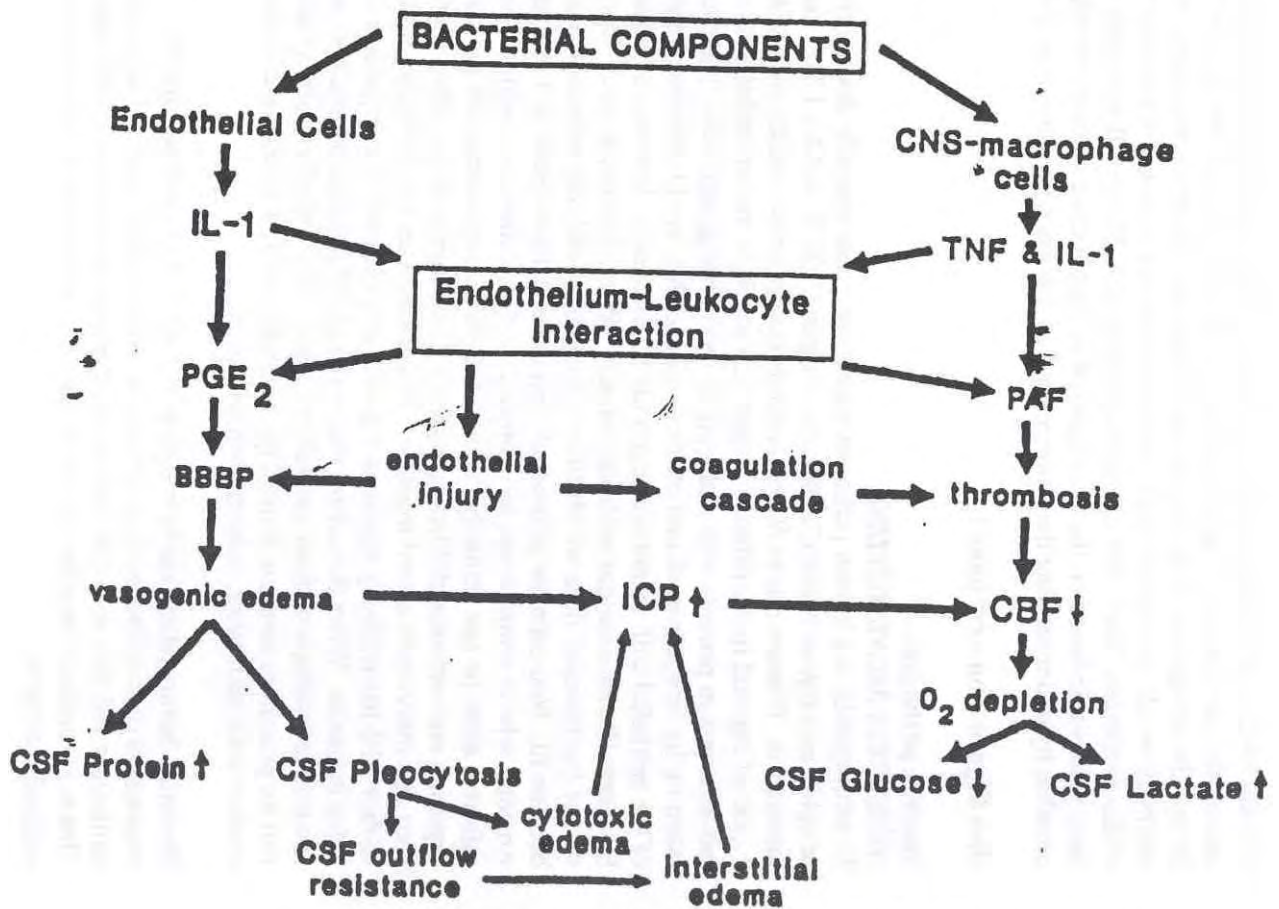 BACTERIAL COMPONENTS
Endothelial Cells
CNS-macrophage
cells
IL-1
TNF & IL-1
Endothelium-Leukocyte
Interaction
PGE2
PAF
BBBP
endothelial
injury
coagulation
cascade
thrombosis
vasogenic edema
ICP ↑
CBF ↓
O2 depletion
CSF Protein ↑
CSF Pleocytosis
CSF Glucose ↓
CSF Lactate ↑
cytotoxic
edema
CSF outflow
resistance
interstitial
edema